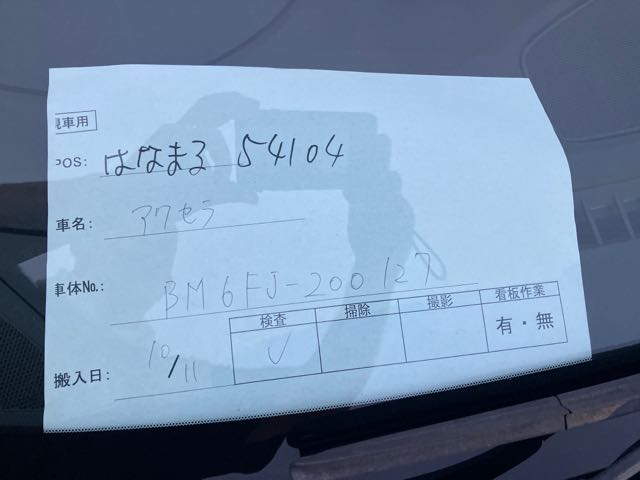 現車用
POS: はなまる 54104
車名: アクセラ
車体No.: BM6FJ-200127
検査 掃除 撮影 看板作業
搬入日: 10/11 ✓ 有・無